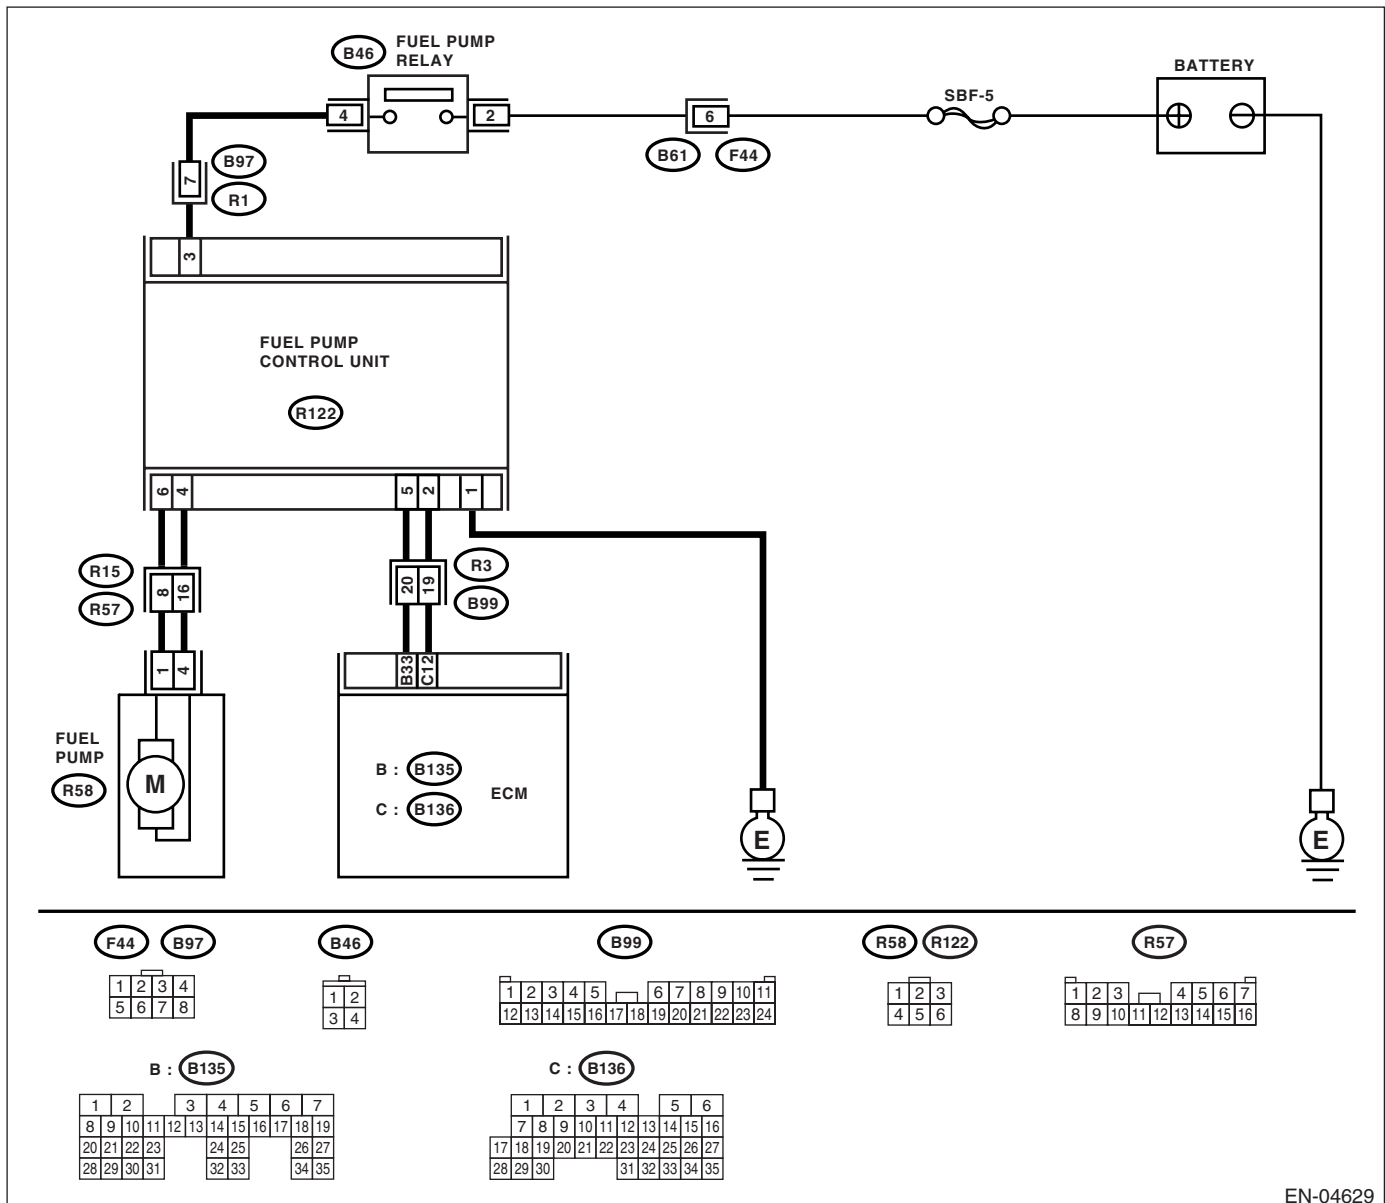 B46 FUEL PUMP
RELAY
BATTERY
SBF-5
4 2 6
B61 F44
B97
7
R1
3
FUEL PUMP
CONTROL UNIT
R122
6 4 5 2 1
R15
R57
8 16
20 19
R3
B99
1 4
B33 C12
FUEL
PUMP
R58
M
B : B135
C : B136
ECM
E E
F44 B97 B46 B99 R58 R122 R57
1 2 3 4
5 6 7 8
1 2
3 4
1 2 3 4 5 6 7 8 9 10 11
12 13 14 15 16 17 18 19 20 21 22 23 24
1 2 3
4 5 6
1 2 3 4 5 6 7
8 9 10 11 12 13 14 15 16
B : B135
1 2 3 4 5 6 7
8 9 10 11 12 13 14 15 16 17 18 19
20 21 22 23 24 25 26 27
28 29 30 31 32 33 34 35
C : B136
1 2 3 4 5 6
7 8 9 10 11 12 13 14 15 16
17 18 19 20 21 22 23 24 25 26 27
28 29 30 31 32 33 34 35
EN-04629